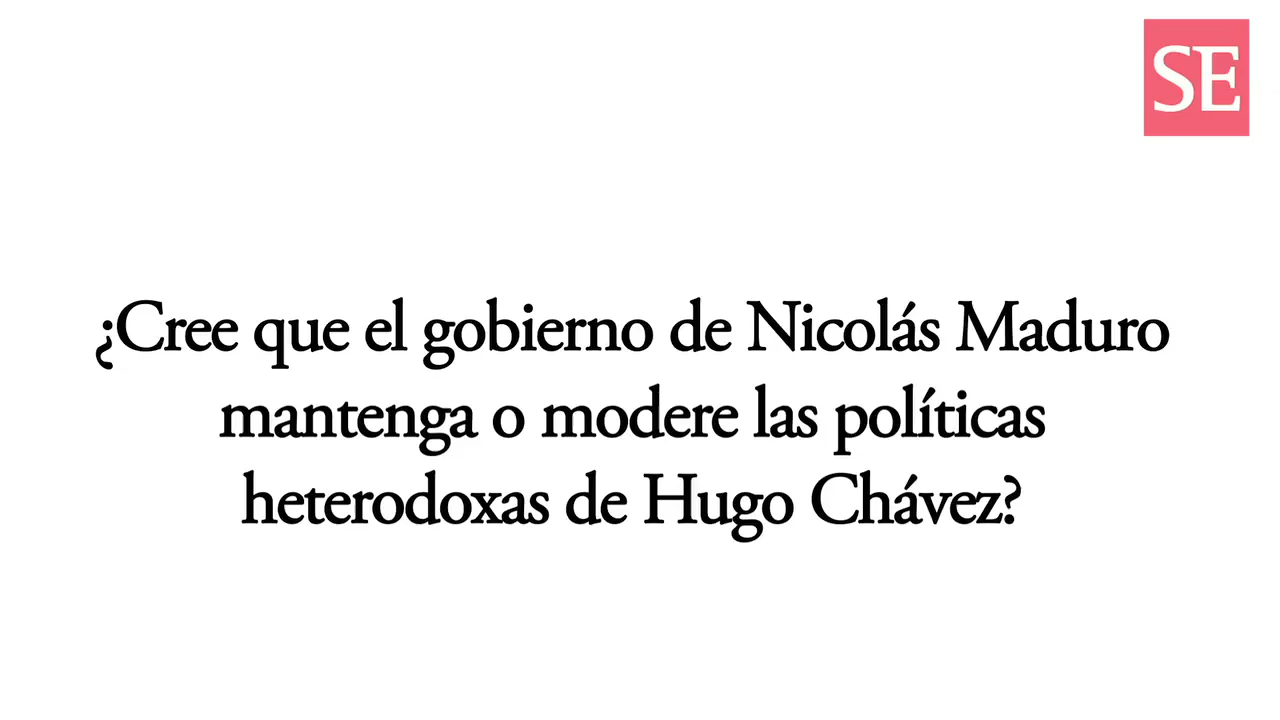 SE
¿Cree que el gobierno de Nicolás Maduro
mantenga o modere las políticas
heterodoxas de Hugo Chávez?